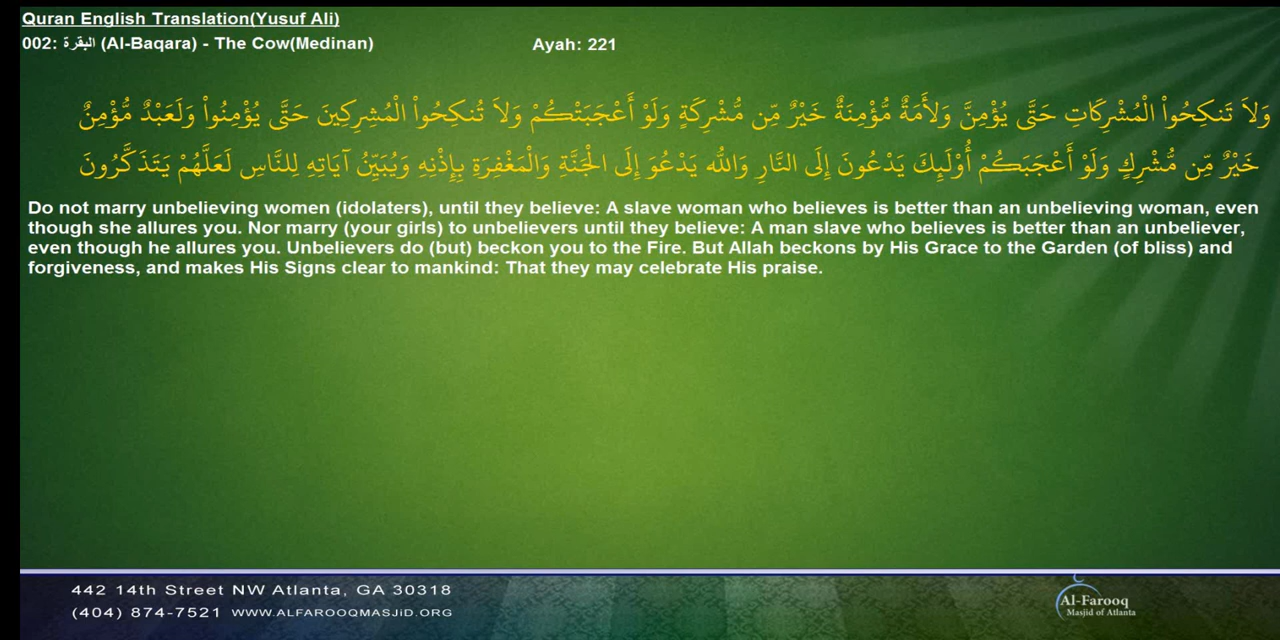 Quran English Translation(Yusuf Ali)
002: البقرة (Al-Baqara) - The Cow(Medinan)
Ayah: 221
وَلاَ تَنكِحُواْ الْمُشْرِكَاتِ حَتَّى يُؤْمِنَّ وَلأَمَةٌ مُّؤْمِنَةٌ خَيْرٌ مِّن مُّشْرِكَةٍ وَلَوْ أَعْجَبَتْكُمْ وَلاَ تُنكِحُواْ الْمُشِرِكِينَ حَتَّى يُؤْمِنُواْ وَلَعَبْدٌ مُّؤْمِنٌ
خَيْرٌ مِّن مُّشْرِكٍ وَلَوْ أَعْجَبَكُمْ أُوْلَئِكَ يَدْعُونَ إِلَى النَّارِ وَاللّه يَدْعُوَ إِلَى الْجَنَّةِ وَالْمَغْفِرَةِ بِإِذْنِهِ وَيُبَيِّنُ آيَاتِهِ لِلنَّاسِ لَعَلَّهُمْ يَتَذَكَّرُونَ
Do not marry unbelieving women (idolaters), until they believe: A slave woman who believes is better than an unbelieving woman, even
though she allures you. Nor marry (your girls) to unbelievers until they believe: A man slave who believes is better than an unbeliever,
even though he allures you. Unbelievers do (but) beckon you to the Fire. But Allah beckons by His Grace to the Garden (of bliss) and
forgiveness, and makes His Signs clear to mankind: That they may celebrate His praise.
442 14th Street NW Atlanta, GA 30318
(404) 874-7521 WWW.ALFAROOQMASJiD.ORG
Al-Farooq
Masjid of Atlanta